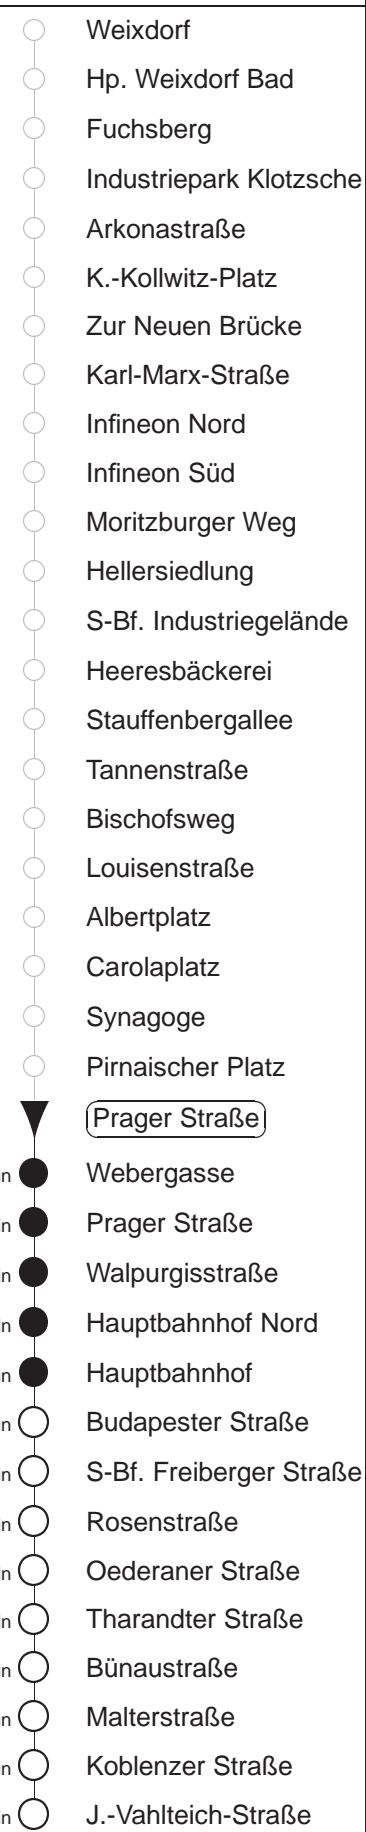 Weixdorf
Hp. Weixdorf Bad
Fuchsberg
Industriepark Klotzsche
Arkonastraße
K.-Kollwitz-Platz
Zur Neuen Brücke
Karl-Marx-Straße
Infineon Nord
Infineon Süd
Moritzburger Weg
Hellersiedlung
S-Bf. Industriegelände
Heeresbäckerei
Stauffenbergallee
Tannenstraße
Bischofsweg
Louisenstraße
Albertplatz
Carolaplatz
Synagoge
Pirnaischer Platz
Prager Straße
Webergasse
Prager Straße
Walpurgisstraße
Hauptbahnhof Nord
Hauptbahnhof
Budapester Straße
S-Bf. Freiberger Straße
Rosenstraße
Oederaner Straße
Tharandter Straße
Bünaustraße
Malterstraße
Koblenzer Straße
J.-Vahlteich-Straße